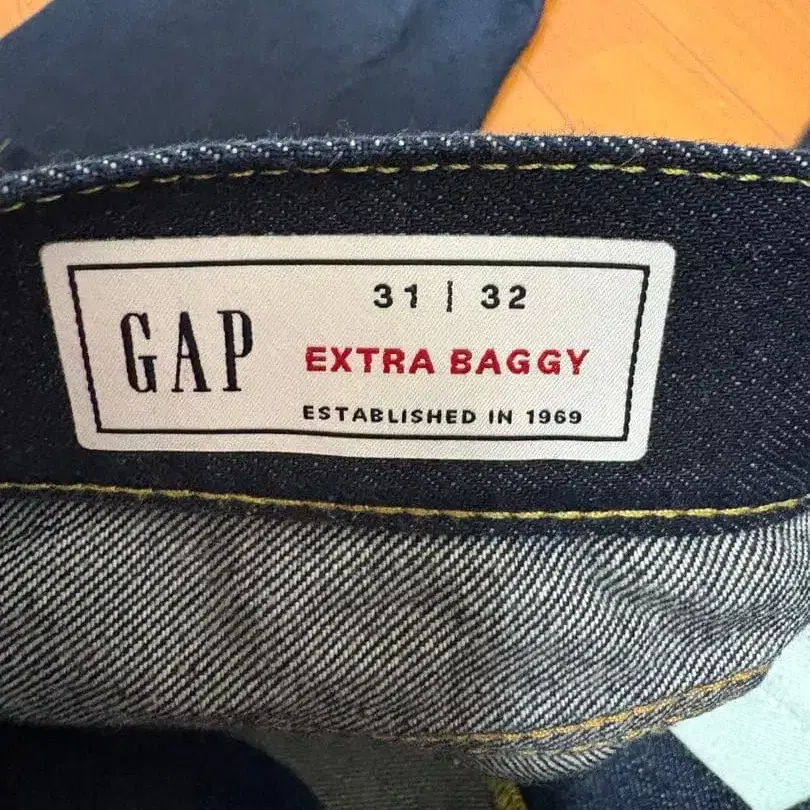 GAP
31 | 32
EXTRA BAGGY
ESTABLISHED IN 1969